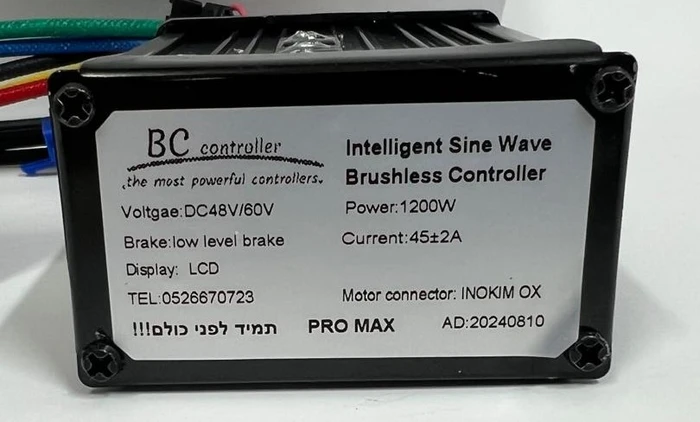 BC controller
the most powerful controllers.
Intelligent Sine Wave
Brushless Controller
Voltgae:DC48V/60V
Power:1200W
Brake:low level brake
Current:45±2A
Display: LCD
TEL:0526670723
Motor connector: INOKIM OX
תמיד לפני כולם!!!
PRO MAX
AD:20240810